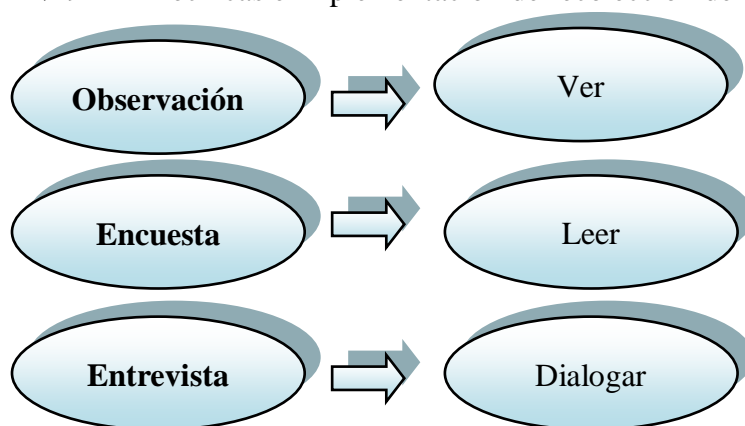 Observación
Ver
Encuesta
Leer
Entrevista
Dialogar